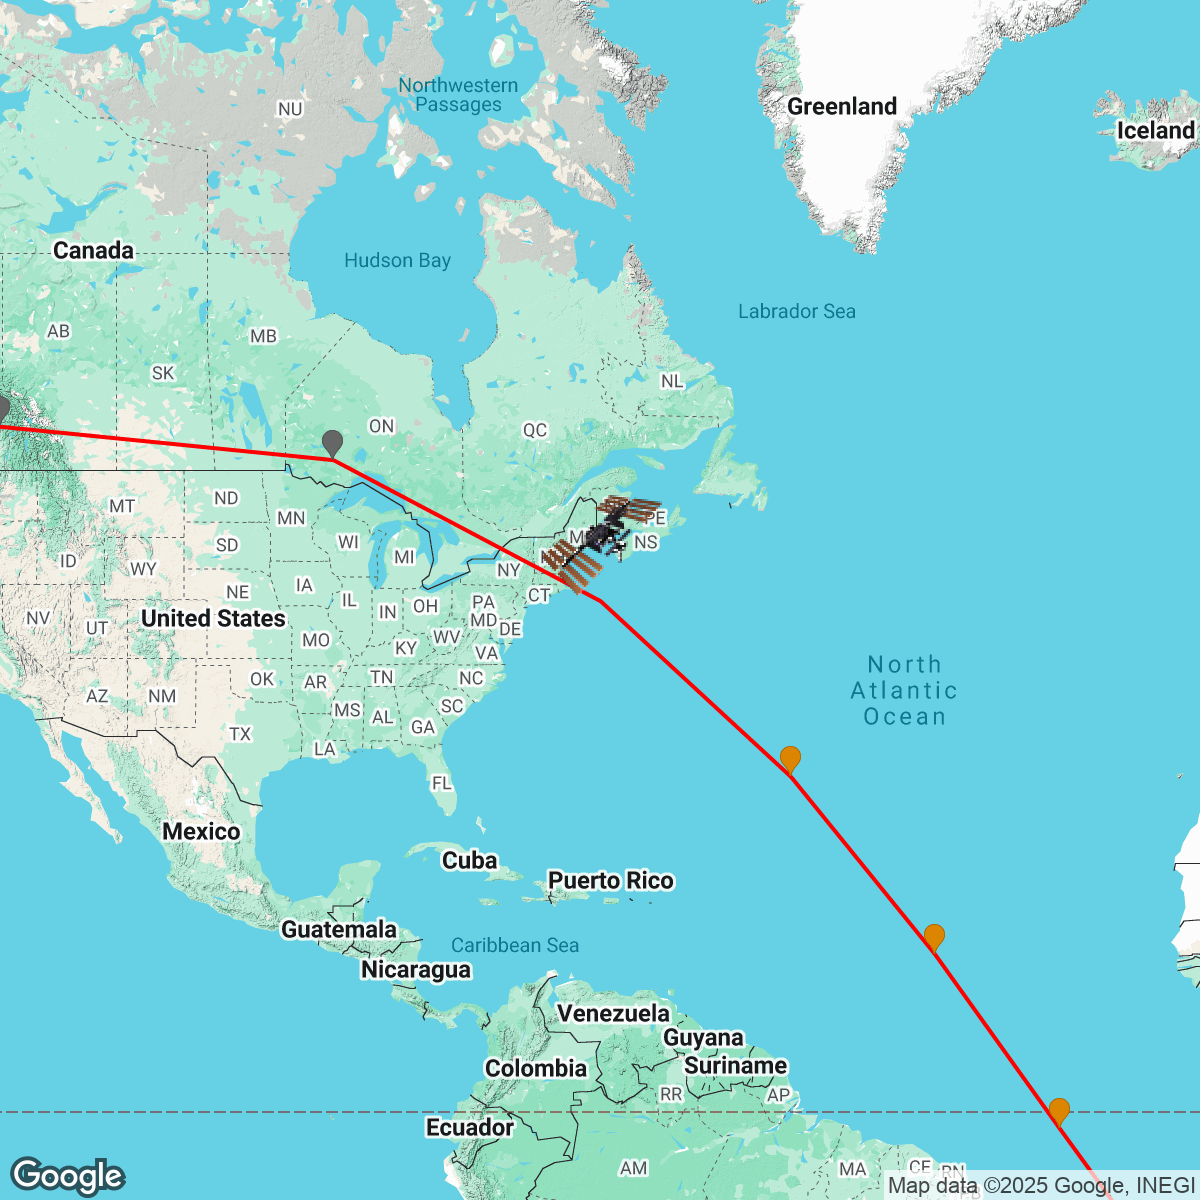 Northwestern
Passages
NU
Greenland
Iceland
Canada
Hudson Bay
Labrador Sea
AB
MB
SK
NL
ON
QC
MT
ND
MN
PE
NS
WI
MI
SD
ID
WY
NY
NE
IA
IL
IN
OH
PA
CT
NV
UT
United States
MO
KY
WV
MD
DE
VA
North
Atlantic
Ocean
AZ
NM
OK
AR
TN
NC
MS
AL
GA
SC
TX
LA
FL
Mexico
Cuba
Puerto Rico
Guatemala
Caribbean Sea
Nicaragua
Venezuela
Guyana
Colombia
Suriname
RR
AP
Ecuador
AM
MA
CE
RN
Google
Map data ©2025 Google, INEGI